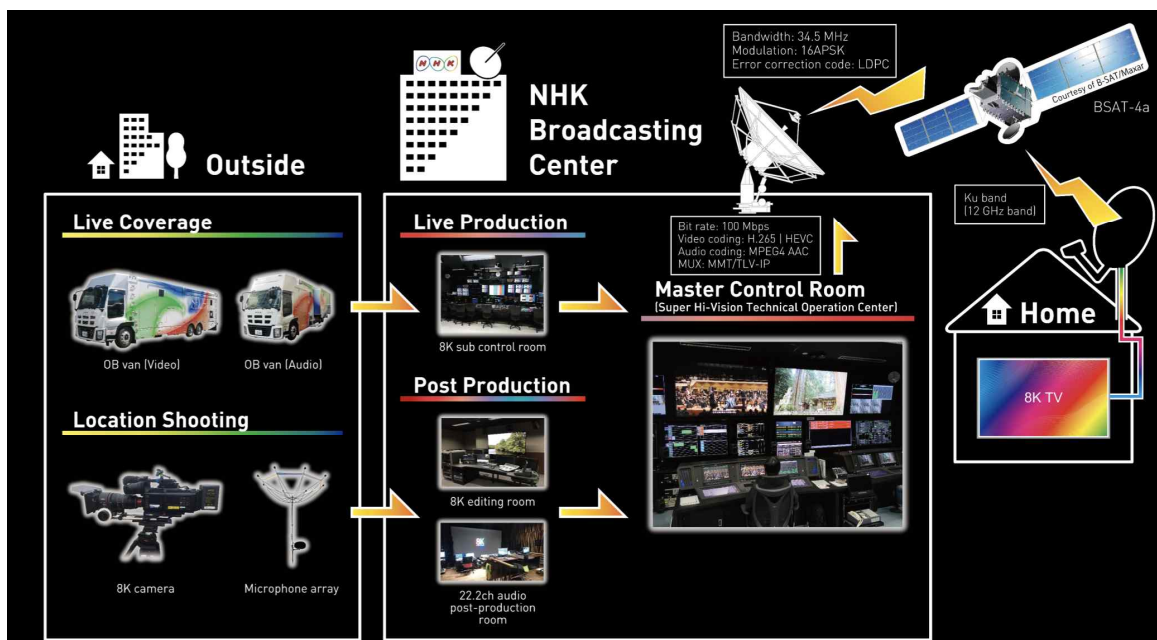 NHK
NHK
Broadcasting
Center
Bandwidth: 34.5 MHz
Modulation: 16APSK
Error correction code: LDPC
Courtesy of B-SAT/Maxar
BSAT-4a
Outside
Live Coverage
OB van (Video)
OB van (Audio)
Location Shooting
8K camera
Microphone array
Live Production
8K sub control room
Post Production
8K editing room
8K
22.2ch audio
post-production
room
Bit rate: 100 Mbps
Video coding: H.265 | HEVC
Audio coding: MPEG4 AAC
MUX: MMT/TLV-IP
Master Control Room
(Super Hi-Vision Technical Operation Center)
Ku band
(12 GHz band)
Home
8K TV